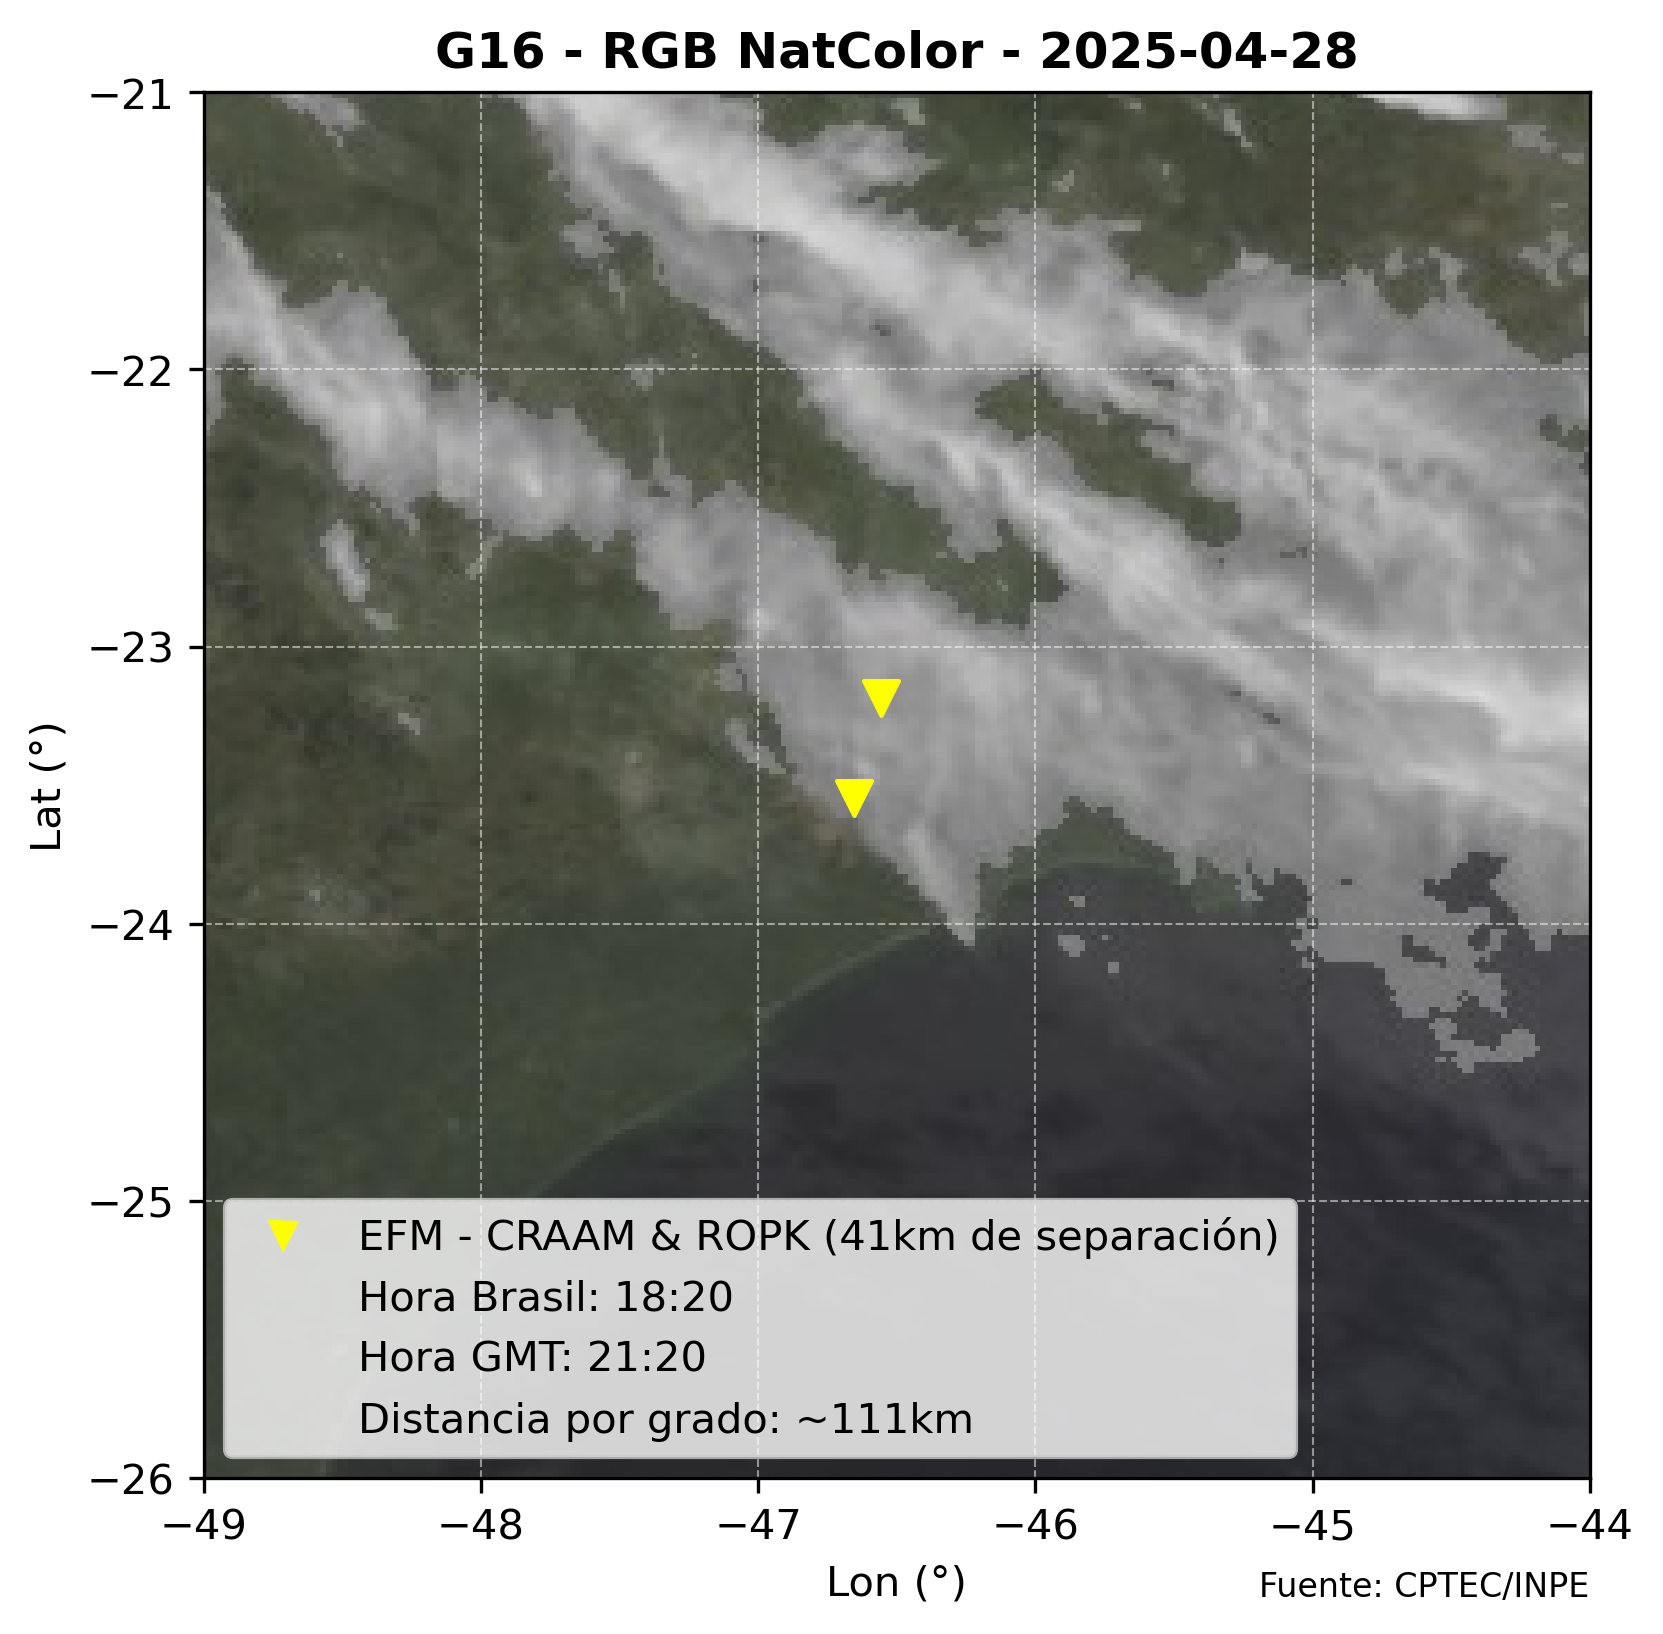 G16 - RGB NatColor - 2025-04-28
−21
−22
−23
−24
−25
−26
Lat (°)
EFM - CRAAM & ROPK (41km de separación)
Hora Brasil: 18:20
Hora GMT: 21:20
Distancia por grado: ~111km
−49 −48 −47 −46 −45 −44
Lon (°)
Fuente: CPTEC/INPE